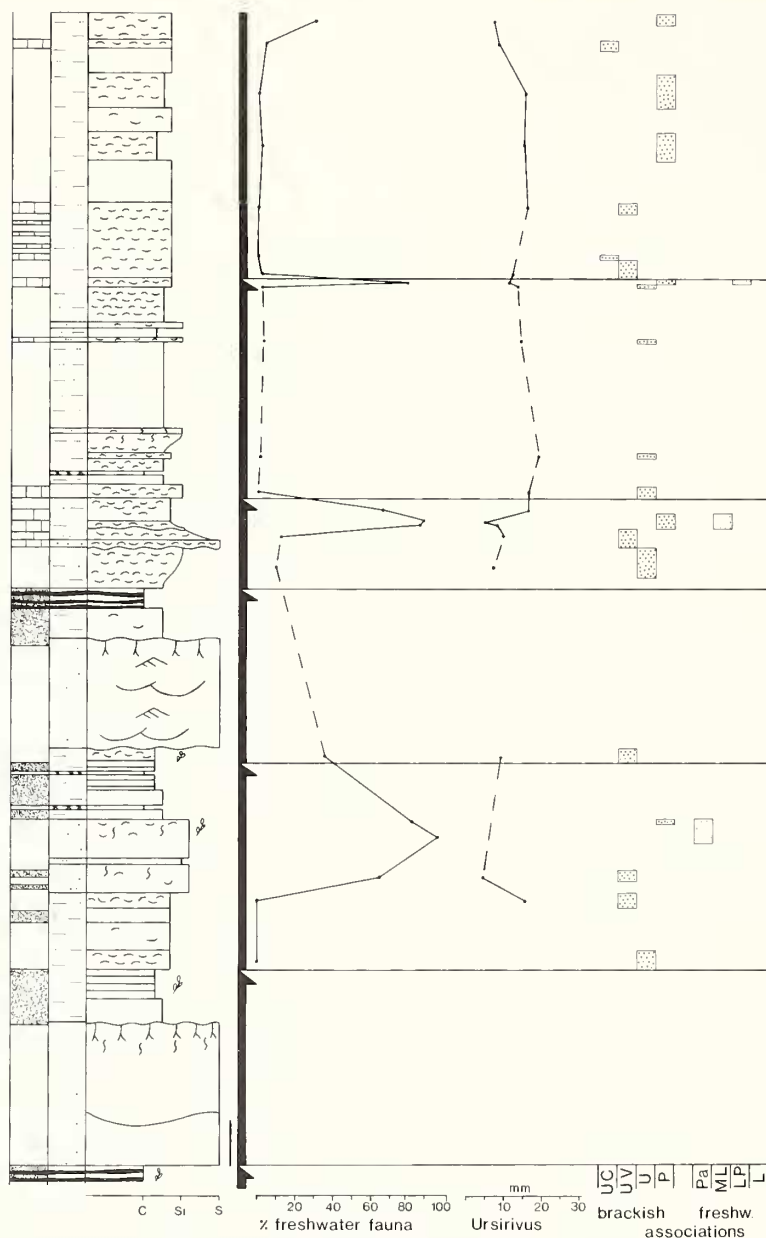 UC UV U P Pa ML LP L
mm
C Si S 20 40 60 80 100 10 20 30 brackish freshw.
% freshwater fauna Ursirivus associations